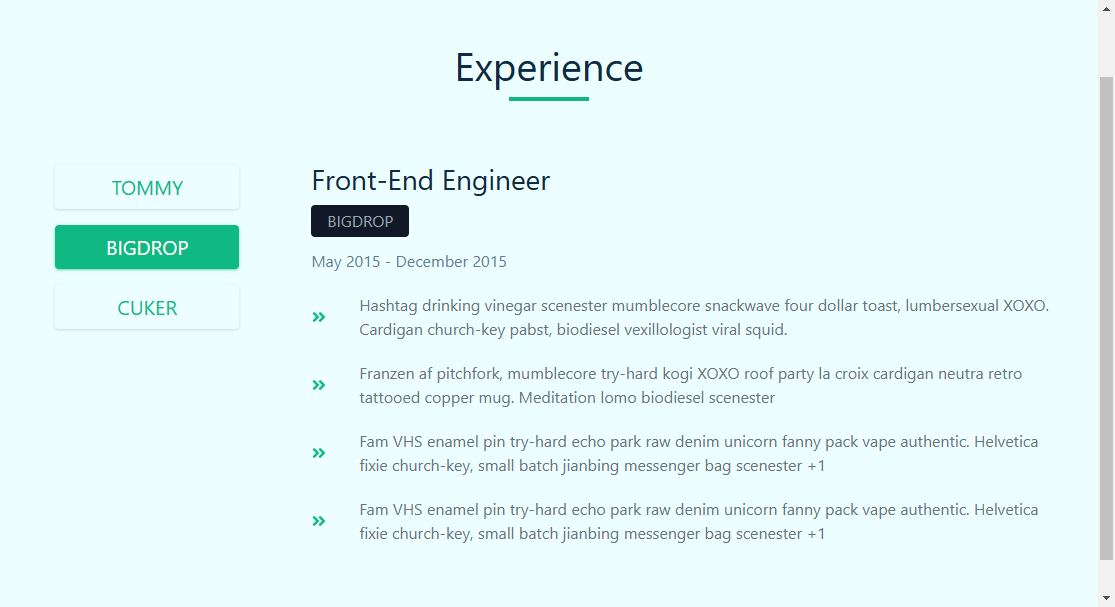 Experience
TOMMY
BIGDROP
CUKER
Front-End Engineer
BIGDROP
May 2015 - December 2015
Hashtag drinking vinegar scenester mumblecore snackwave four dollar toast, lumbersexual XOXO.
Cardigan church-key pabst, biodiesel vexillologist viral squid.
Franzen af pitchfork, mumblecore try-hard kogi XOXO roof party la croix cardigan neutra retro
tattooed copper mug. Meditation lomo biodiesel scenester
Fam VHS enamel pin try-hard echo park raw denim unicorn fanny pack vape authentic. Helvetica
fixie church-key, small batch jianbing messenger bag scenester +1
Fam VHS enamel pin try-hard echo park raw denim unicorn fanny pack vape authentic. Helvetica
fixie church-key, small batch jianbing messenger bag scenester +1